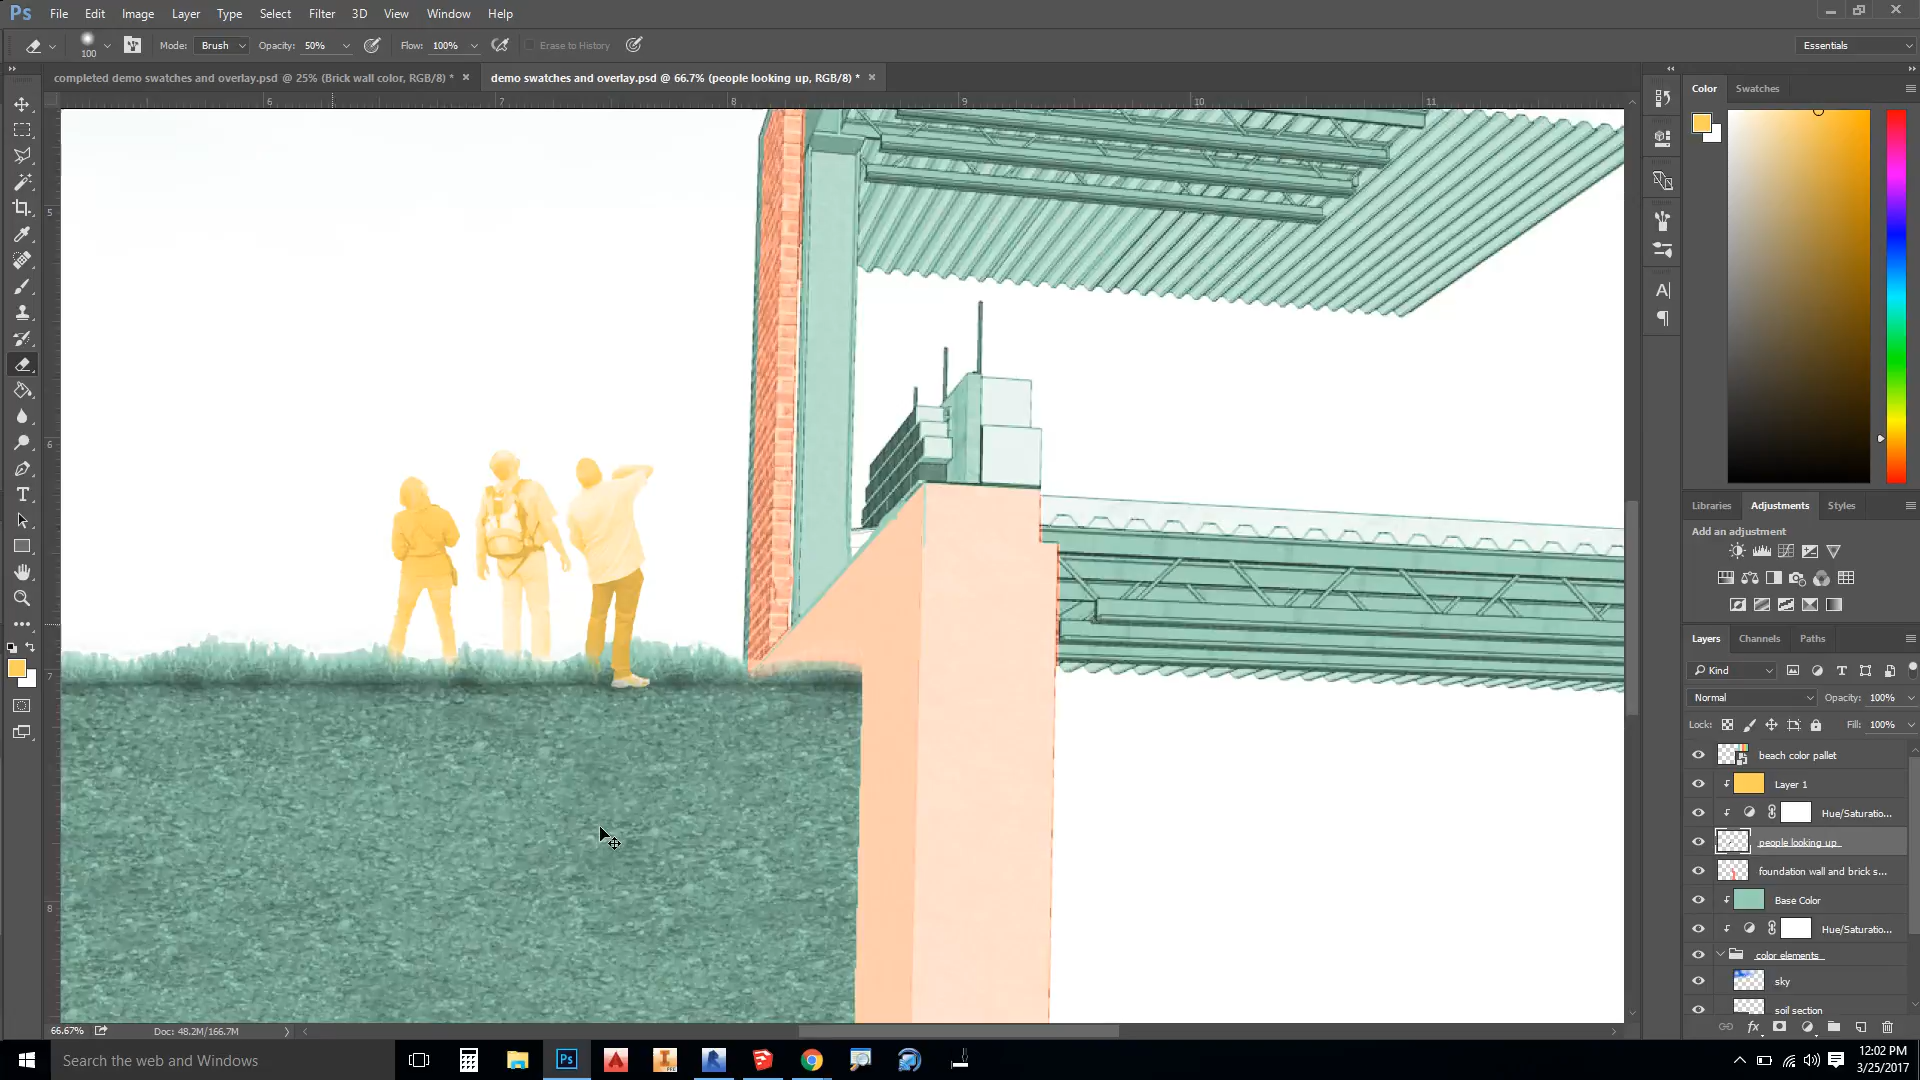 Ps File Edit Image Layer Type Select Filter 3D View Window Help
100 Mode: Brush Opacity: 50% Flow: 100% Erase to History Essentials
completed demo swatches and overlay.psd @ 25% (Brick wall color, RGB/8) * × demo swatches and overlay.psd @ 66.7% (people looking up, RGB/8) * ×
6 7 8 9 10 11
5
6
7
8
Color Swatches
Libraries Adjustments Styles
Add an adjustment
Layers Channels Paths
Kind
Normal Opacity: 100%
Lock: Fill: 100%
beach color pallet
Layer 1
Hue/Saturatio...
people looking up
foundation wall and brick s...
Base Color
Hue/Saturatio...
color elements
sky
soil section
66.67% Doc: 48.2M/166.7M
Search the web and Windows
12:02 PM
3/25/2017